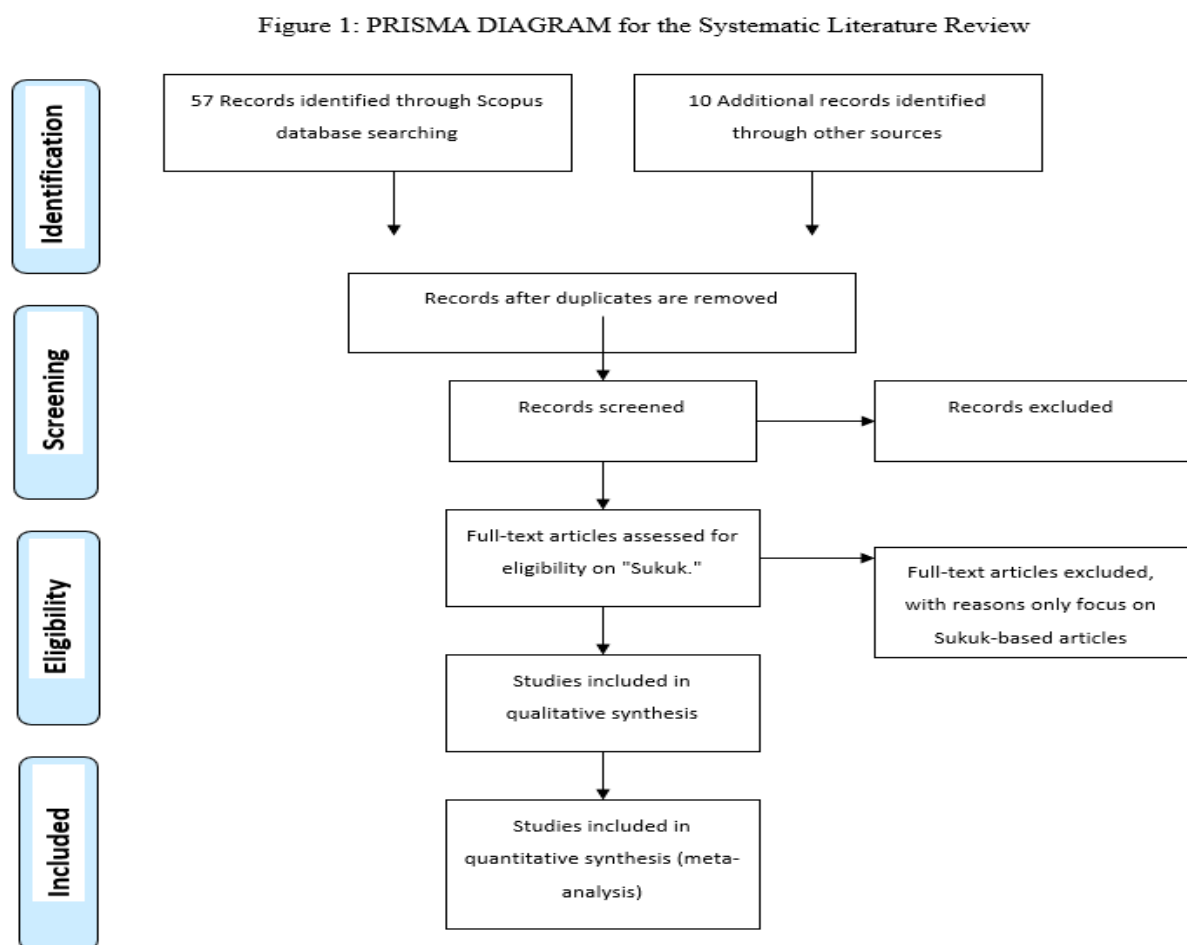 Figure 1: PRISMA DIAGRAM for the Systematic Literature Review
Identification
57 Records identified through Scopus
database searching
10 Additional records identified
through other sources
Records after duplicates are removed
Screening
Records screened
Records excluded
Eligibility
Full-text articles assessed for
eligibility on "Sukuk."
Full-text articles excluded,
with reasons only focus on
Sukuk-based articles
Studies included in
qualitative synthesis
Included
Studies included in
quantitative synthesis (meta-
analysis)